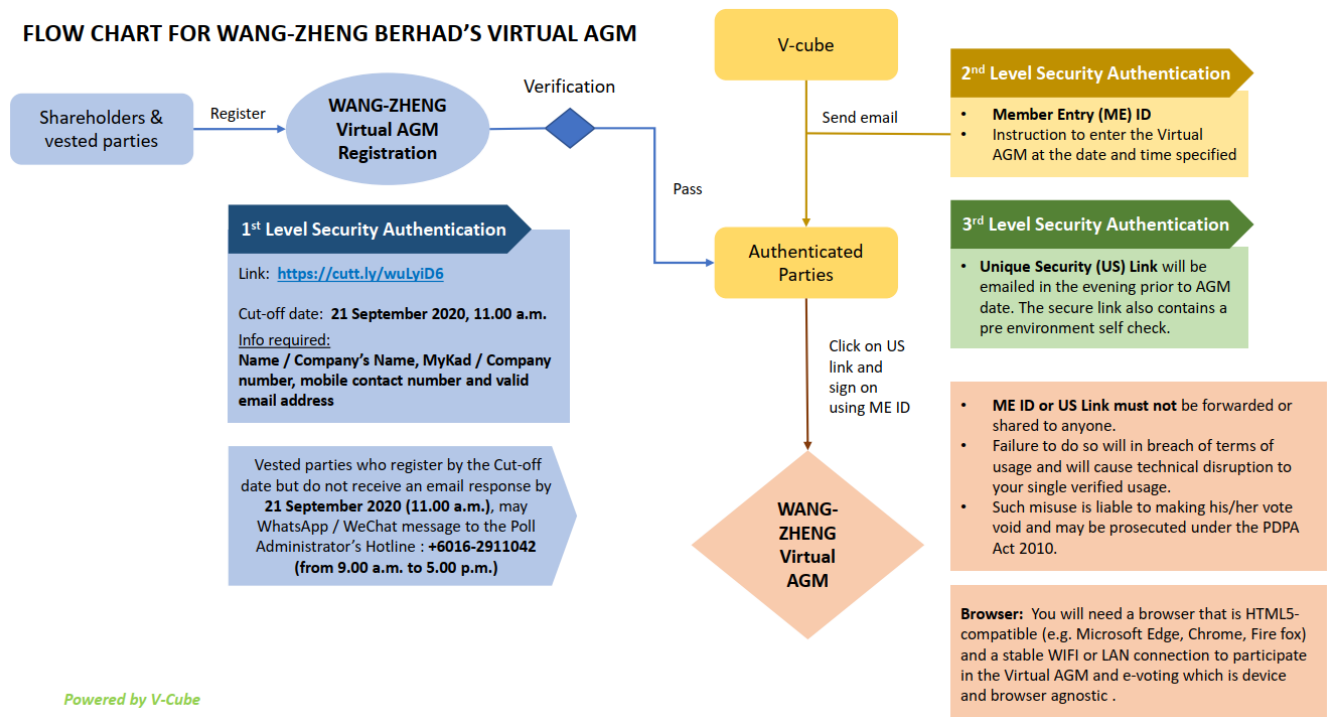 FLOW CHART FOR WANG-ZHENG BERHAD'S VIRTUAL AGM
Shareholders &
vested parties
Register
WANG-ZHENG
Virtual AGM
Registration
Verification
Pass
V-cube
Send email
Authenticated
Parties
Click on US
link and
sign on
using ME ID
WANG-
ZHENG
Virtual
AGM
1st Level Security Authentication
Link: https://cutt.ly/wuLyiD6
Cut-off date: 21 September 2020, 11.00 a.m.
Info required:
Name / Company's Name, MyKad / Company
number, mobile contact number and valid
email address
Vested parties who register by the Cut-off
date but do not receive an email response by
21 September 2020 (11.00 a.m.), may
WhatsApp / WeChat message to the Poll
Administrator's Hotline : +6016-2911042
(from 9.00 a.m. to 5.00 p.m.)
2nd Level Security Authentication
• Member Entry (ME) ID
• Instruction to enter the Virtual
AGM at the date and time specified
3rd Level Security Authentication
• Unique Security (US) Link will be
emailed in the evening prior to AGM
date. The secure link also contains a
pre environment self check.
• ME ID or US Link must not be forwarded or
shared to anyone.
• Failure to do so will in breach of terms of
usage and will cause technical disruption to
your single verified usage.
• Such misuse is liable to making his/her vote
void and may be prosecuted under the PDPA
Act 2010.
Browser: You will need a browser that is HTML5-
compatible (e.g. Microsoft Edge, Chrome, Fire fox)
and a stable WIFI or LAN connection to participate
in the Virtual AGM and e-voting which is device
and browser agnostic .
Powered by V-Cube